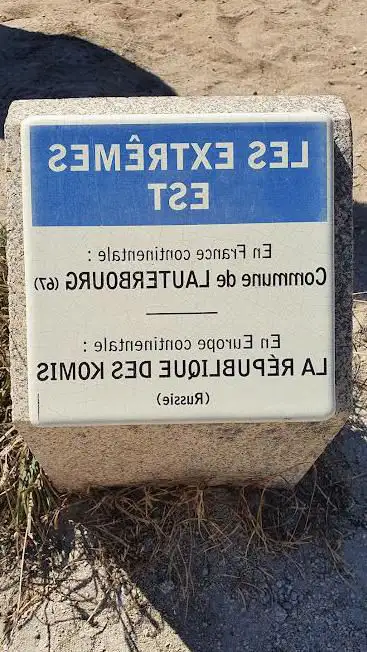 LES EXTRÊMES
EST
En France continentale :
Commune de LAUTERBOURG (67)
En Europe continentale :
LA RÉPUBLIQUE DES KOMIS
(Russie)